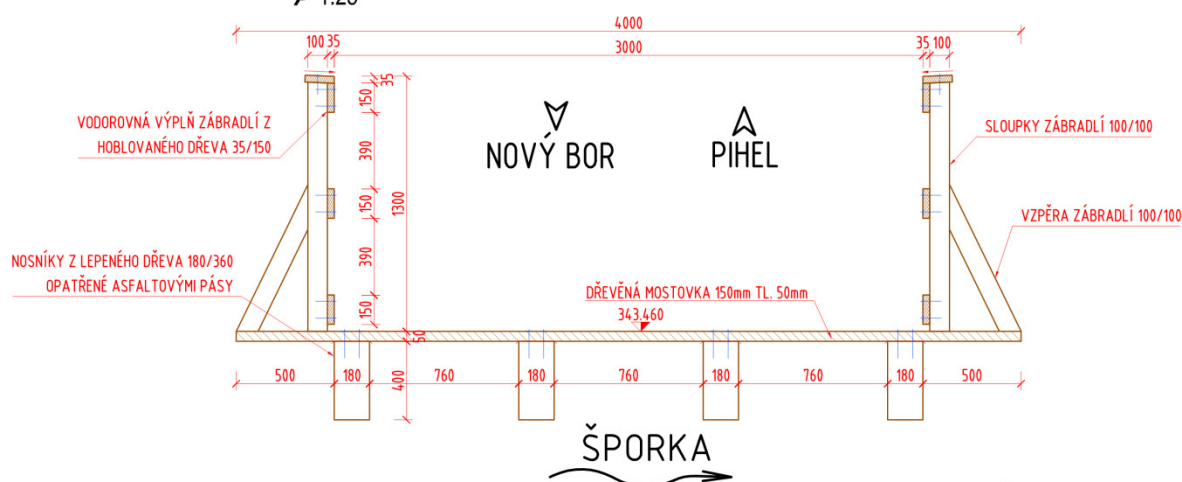 1:20
4000
100 35
3000
35 100
35
150
390
150
390
150
1300
50
400
VODOROVNÁ VÝPLŇ ZÁBRADLÍ Z
HOBLOVANÉHO DŘEVA 35/150
NOVÝ BOR
PIHEL
SLOUPKY ZÁBRADLÍ 100/100
VZPĚRA ZÁBRADLÍ 100/100
NOSNÍKY Z LEPENÉHO DŘEVA 180/360
OPATŘENÉ ASFALTOVÝMI PÁSY
DŘEVĚNÁ MOSTOVKA 150mm TL. 50mm
343.460
500 180 760 180 760 180 760 180 500
ŠPORKA